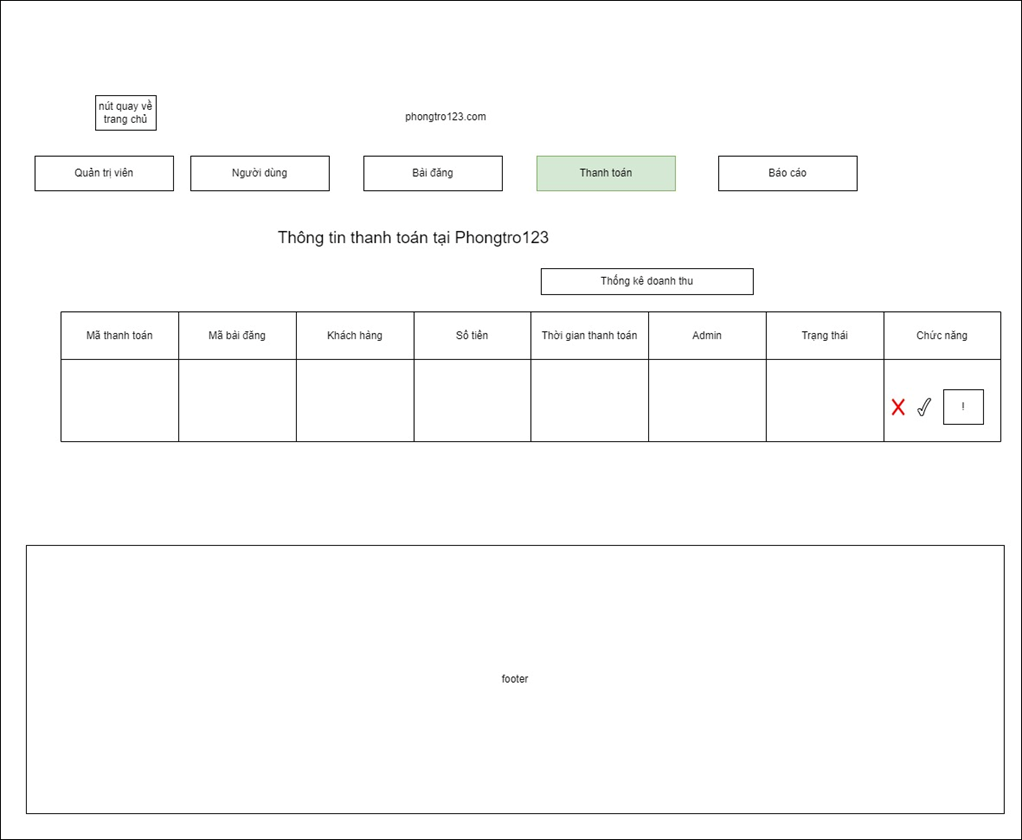 nút quay về
trang chủ
phongtro123.com
Quản trị viên
Người dùng
Bài đăng
Thanh toán
Báo cáo
Thông tin thanh toán tại Phongtro123
Thống kê doanh thu
Mã thanh toán
Mã bài đăng
Khách hàng
Số tiền
Thời gian thanh toán
Admin
Trạng thái
Chức năng
!
footer